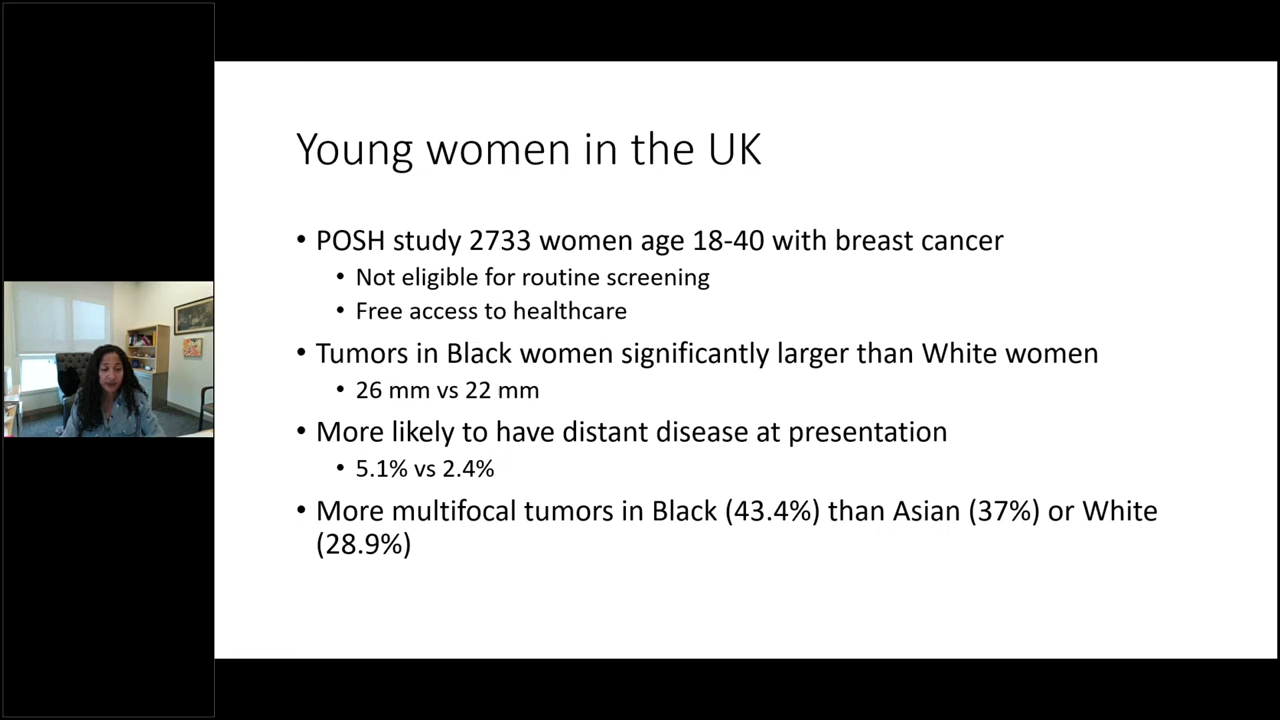 Young women in the UK
• POSH study 2733 women age 18-40 with breast cancer
• Not eligible for routine screening
• Free access to healthcare
• Tumors in Black women significantly larger than White women
• 26 mm vs 22 mm
• More likely to have distant disease at presentation
• 5.1% vs 2.4%
• More multifocal tumors in Black (43.4%) than Asian (37%) or White
(28.9%)